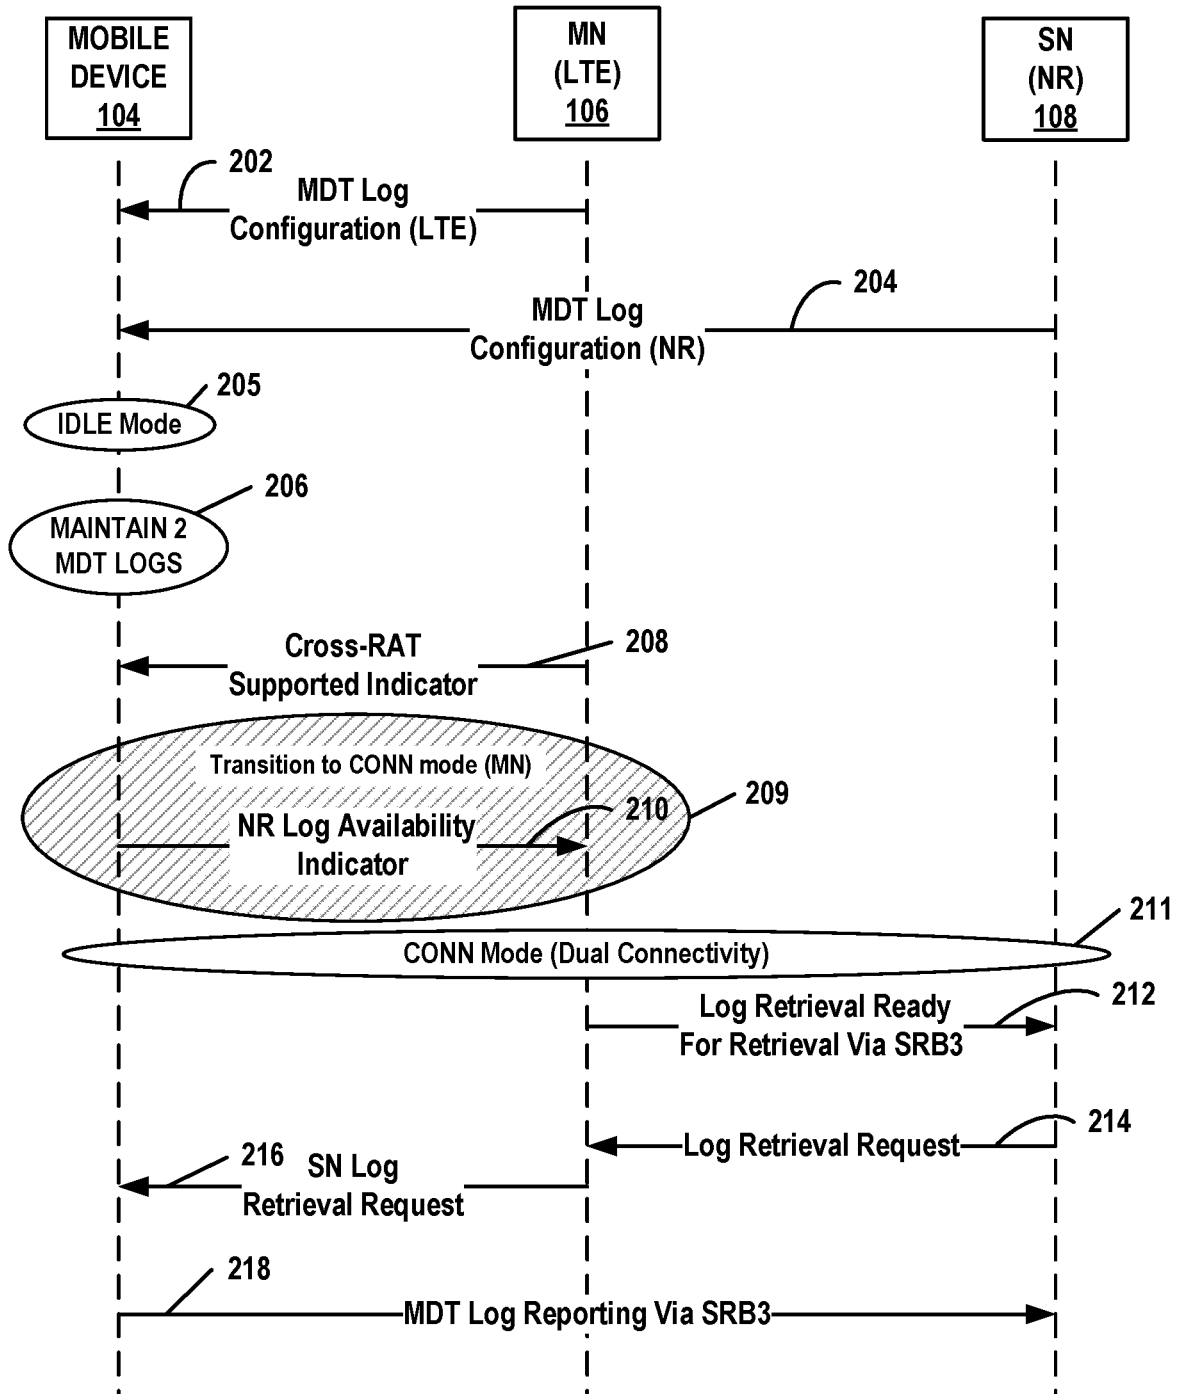 MOBILE
DEVICE
104
MN
(LTE)
106
SN
(NR)
108
202
MDT Log
Configuration (LTE)
204
MDT Log
Configuration (NR)
205
IDLE Mode
206
MAINTAIN 2
MDT LOGS
208
Cross-RAT
Supported Indicator
Transition to CONN mode (MN)
209
210
NR Log Availability
Indicator
211
CONN Mode (Dual Connectivity)
212
Log Retrieval Ready
For Retrieval Via SRB3
214
Log Retrieval Request
216
SN Log
Retrieval Request
218
MDT Log Reporting Via SRB3